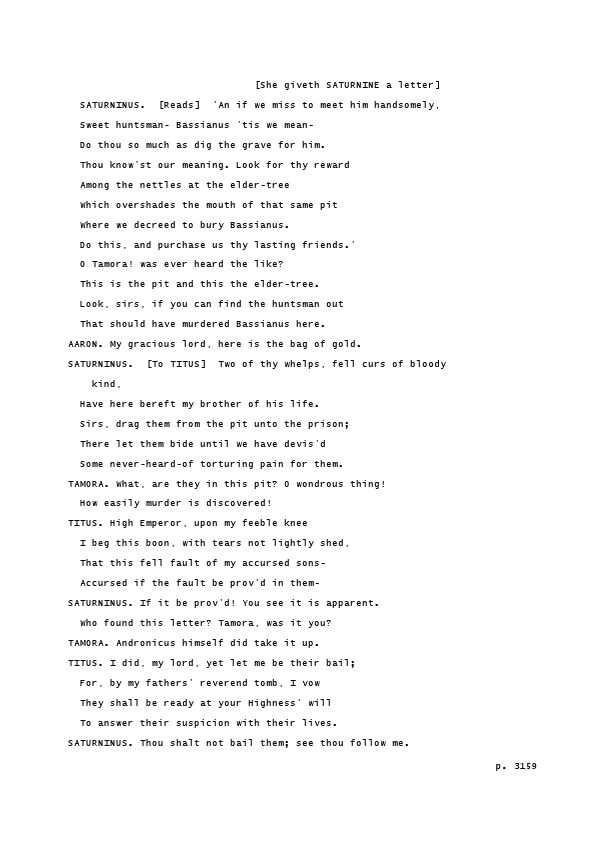 [She giveth SATURNINE a letter]
SATURNINUS. [Reads] 'An if we miss to meet him handsomely,
Sweet huntsman- Bassianus 'tis we mean-
Do thou so much as dig the grave for him.
Thou know'st our meaning. Look for thy reward
Among the nettles at the elder-tree
Which overshades the mouth of that same pit
Where we decreed to bury Bassianus.
Do this, and purchase us thy lasting friends.'
O Tamora! was ever heard the like?
This is the pit and this the elder-tree.
Look, sirs, if you can find the huntsman out
That should have murdered Bassianus here.
AARON. My gracious lord, here is the bag of gold.
SATURNINUS. [To TITUS] Two of thy whelps, fell curs of bloody
kind,
Have here bereft my brother of his life.
Sirs, drag them from the pit unto the prison;
There let them bide until we have devis'd
Some never-heard-of torturing pain for them.
TAMORA. What, are they in this pit? O wondrous thing!
How easily murder is discovered!
TITUS. High Emperor, upon my feeble knee
I beg this boon, with tears not lightly shed,
That this fell fault of my accursed sons-
Accursed if the fault be prov'd in them-
SATURNINUS. If it be prov'd! You see it is apparent.
Who found this letter? Tamora, was it you?
TAMORA. Andronicus himself did take it up.
TITUS. I did, my lord, yet let me be their bail;
For, by my fathers' reverend tomb, I vow
They shall be ready at your Highness' will
To answer their suspicion with their lives.
SATURNINUS. Thou shalt not bail them; see thou follow me.
p. 3159